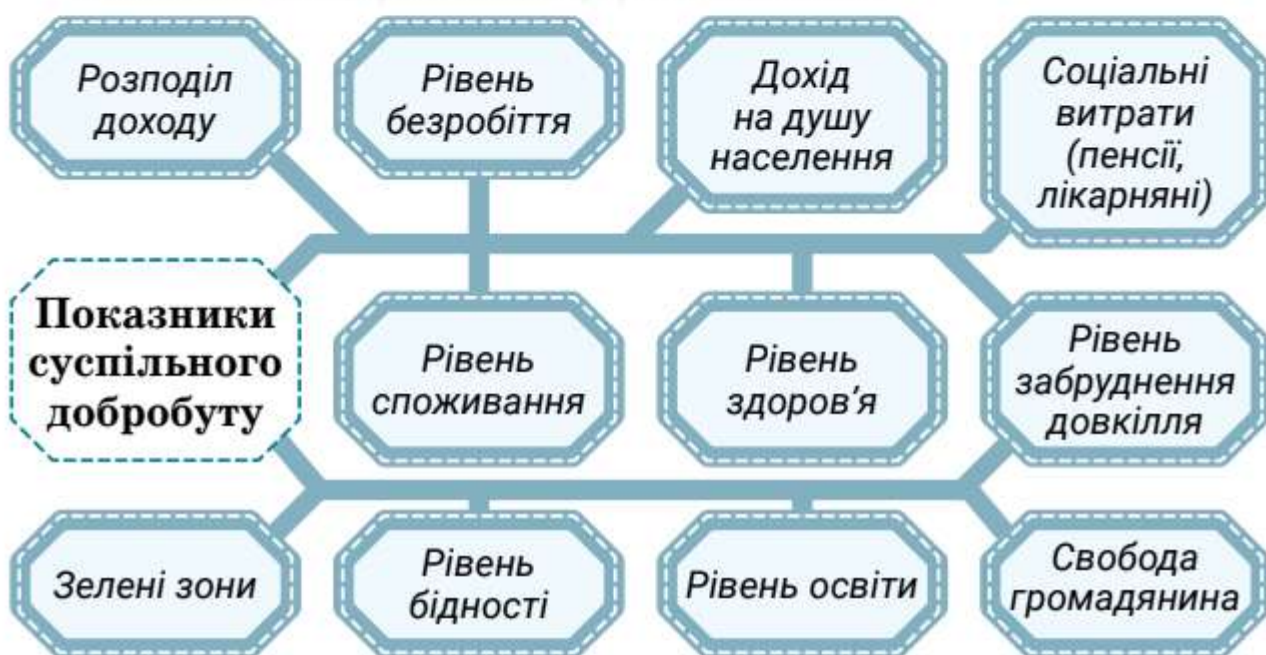 Розподіл
доходу
Рівень
безробіття
Дохід
на душу
населення
Соціальні
витрати
(пенсії,
лікарняні)
Показники
суспільного
добробуту
Рівень
споживання
Рівень
здоров’я
Рівень
забруднення
довкілля
Зелені зони
Рівень
бідності
Рівень освіти
Свобода
громадянина